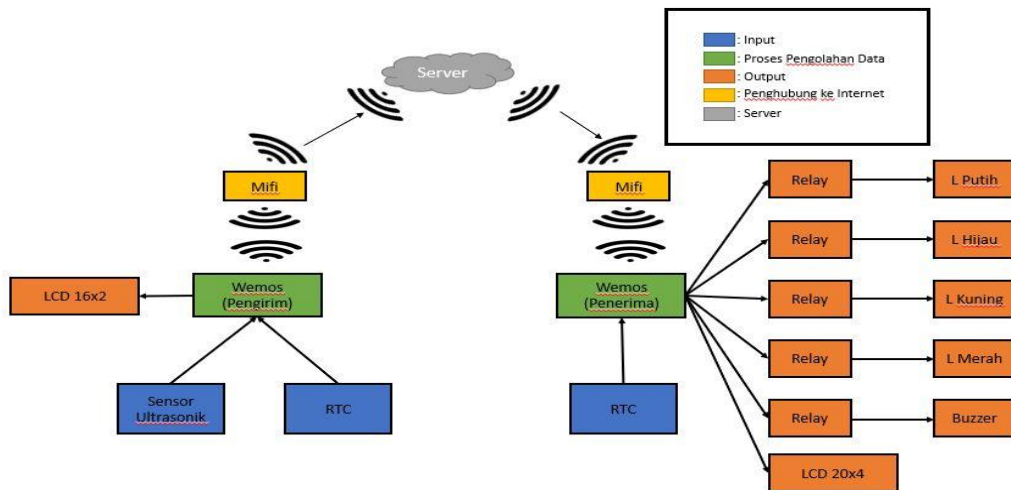 : Input
: Proses Pengolahan Data
: Output
: Penghubung ke Internet
: Server
Server
Mifi
Mifi
LCD 16x2
Wemos
(Pengirim)
Wemos
(Penerima)
Sensor
Ultrasonik
RTC
RTC
Relay
L Putih
Relay
L Hijau
Relay
L Kuning
Relay
L Merah
Relay
Buzzer
LCD 20x4